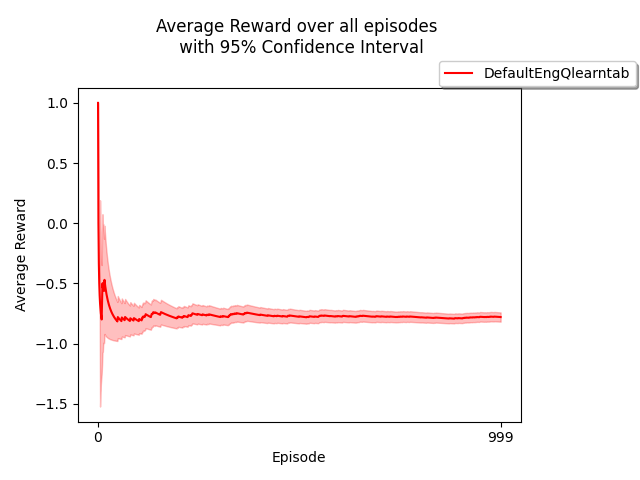 Average Reward over all episodes
with 95% Confidence Interval
DefaultEngQlearntab
1.0
0.5
0.0
−0.5
−1.0
−1.5
Average Reward
0
999
Episode